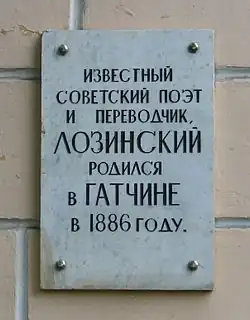 ИЗВЕСТНЫЙ
СОВЕТСКИЙ ПОЭТ
И ПЕРЕВОДЧИК,
ЛОЗИНСКИЙ
РОДИЛСЯ
в ГАТЧИНЕ
в 1886 году.